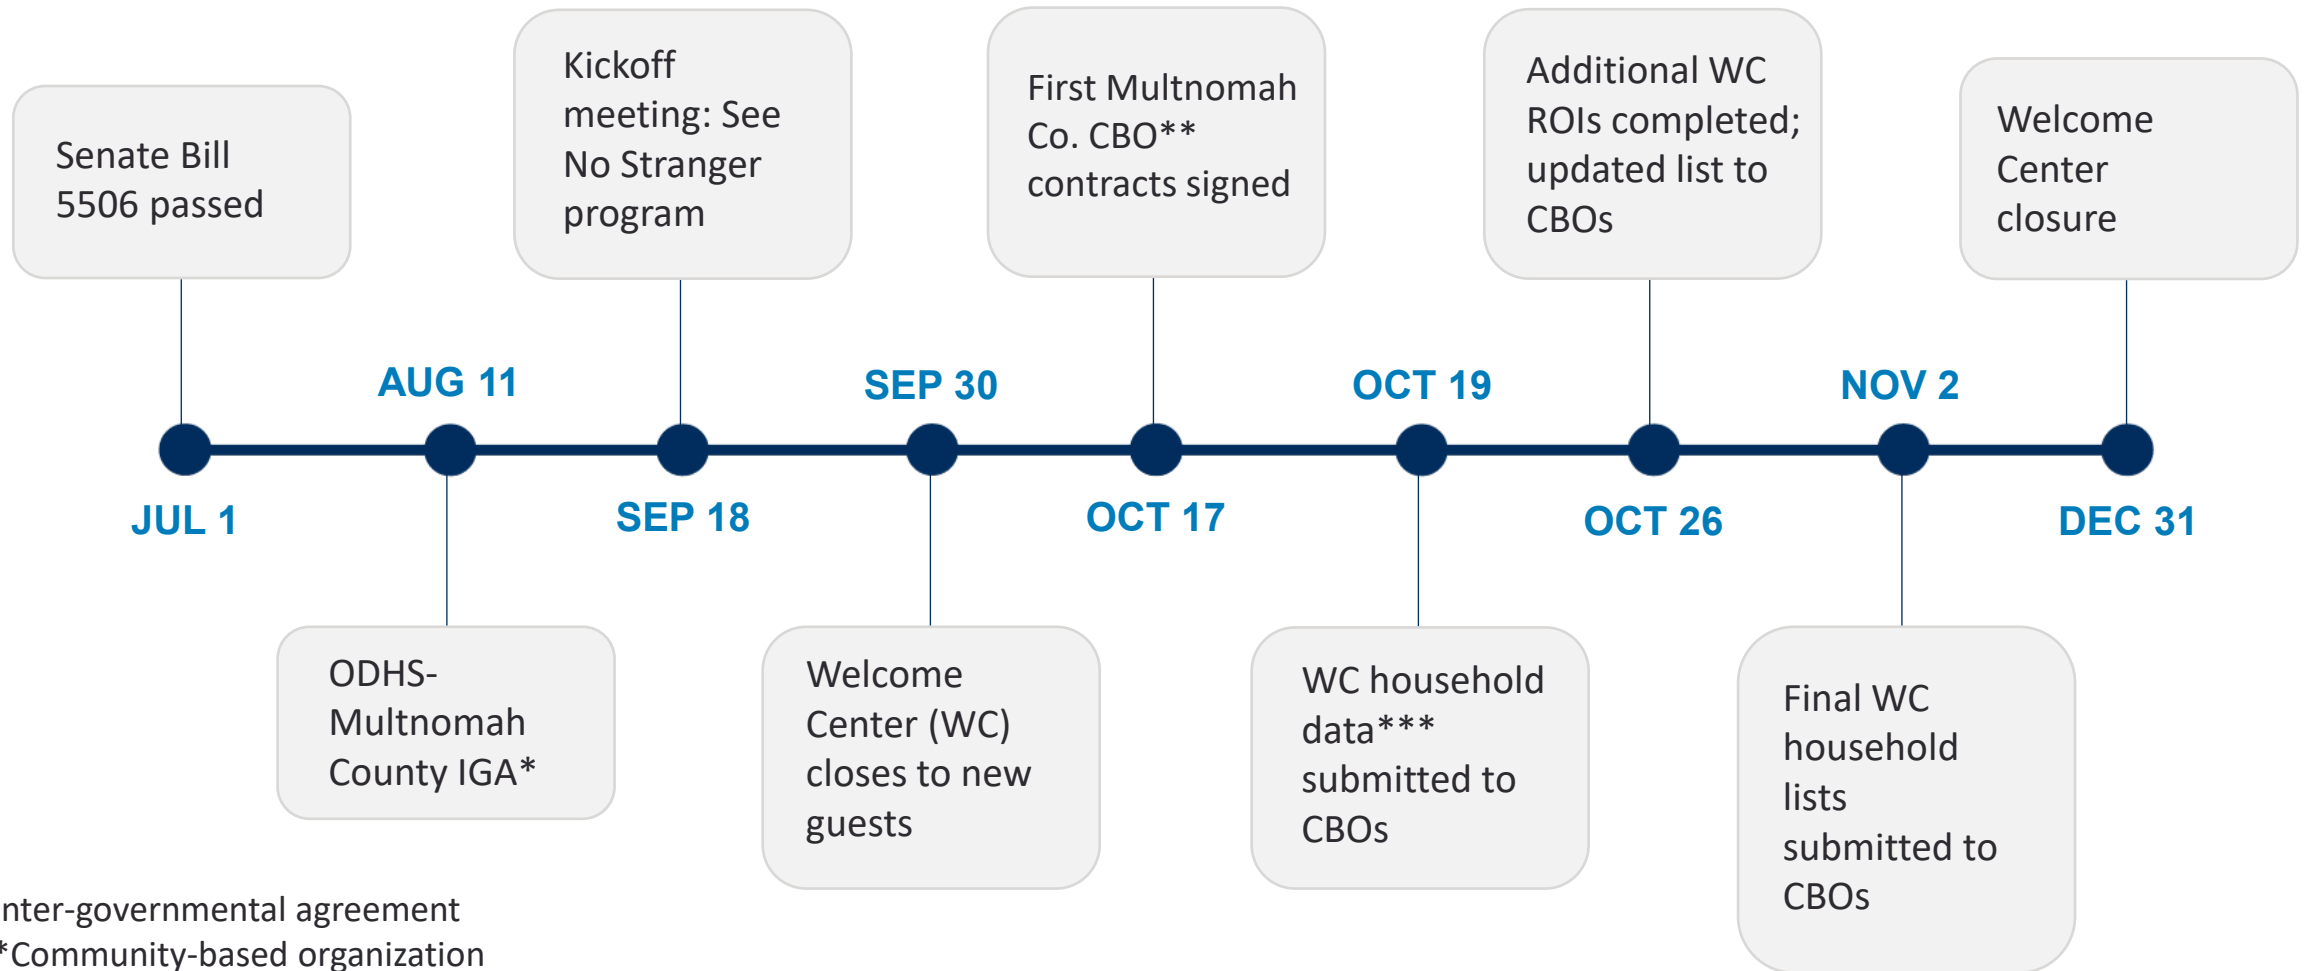 Senate Bill
5506 passed
Kickoff
meeting: See
No Stranger
program
First Multnomah
Co. CBO**
contracts signed
Additional WC
ROIs completed;
updated list to
CBOs
Welcome
Center
closure
AUG 11
SEP 30
OCT 19
NOV 2
JUL 1
SEP 18
OCT 17
OCT 26
DEC 31
ODHS-
Multnomah
County IGA*
Welcome
Center (WC)
closes to new
guests
WC household
data***
submitted to
CBOs
Final WC
household
lists
submitted to
CBOs
nter-governmental agreement
*Community-based organization